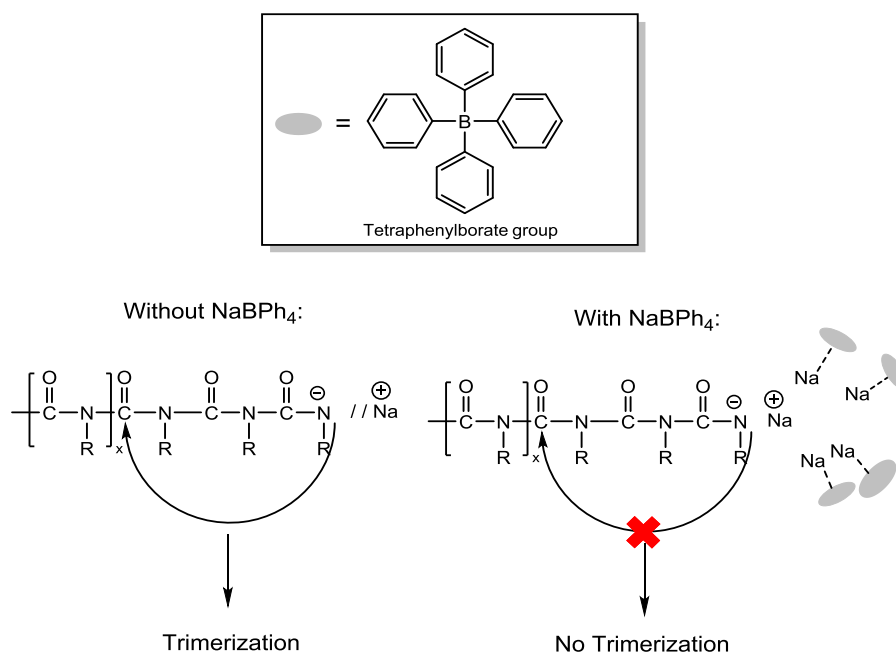 =
B
Tetraphenylborate group
Without NaBPh4:
With NaBPh4:
O O O O ⊖ ⊕
C N C N C N C N // Na
R x R R R
O O O O ⊖ ⊕
C N C N C N C N Na
R x R R R
Na
Na
Na Na
Trimerization
No Trimerization